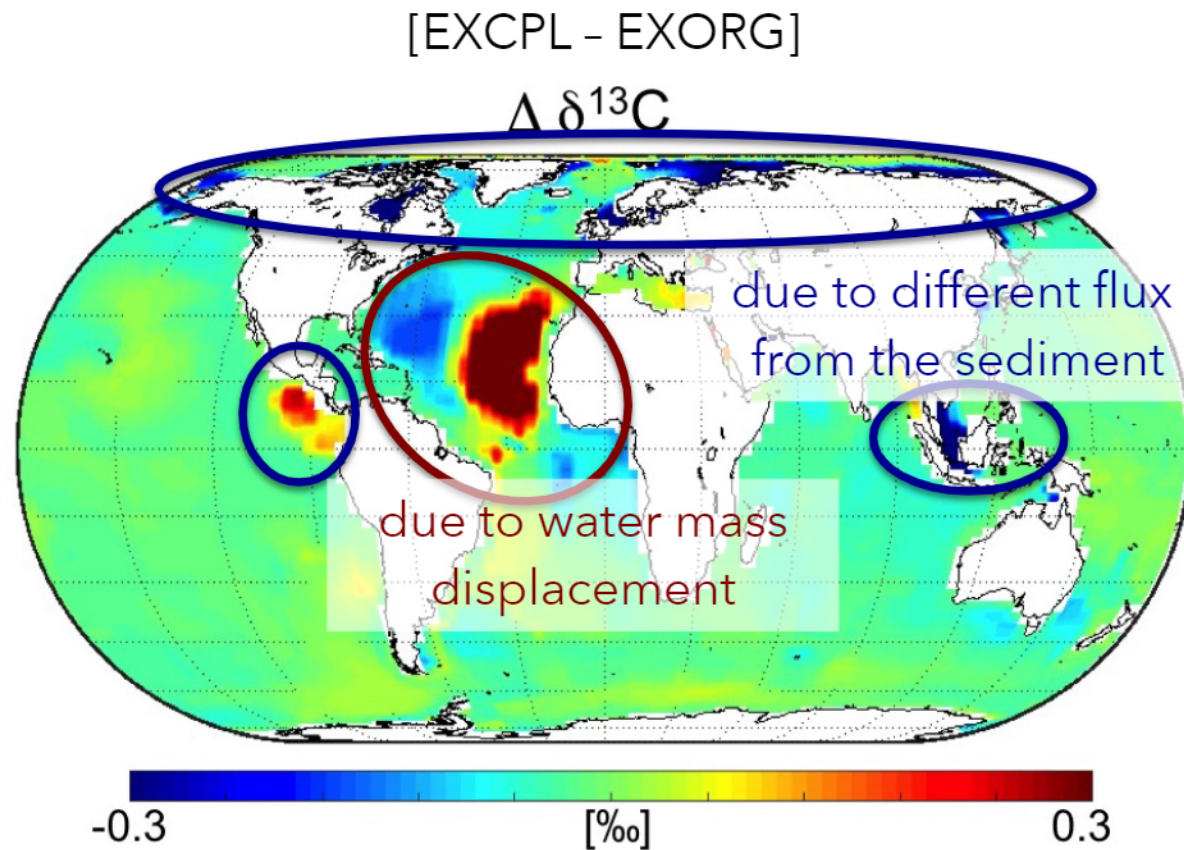 [EXCPL – EXORG]
Δ δ¹³C
due to different flux
from the sediment
due to water mass
displacement
-0.3
[‰]
0.3